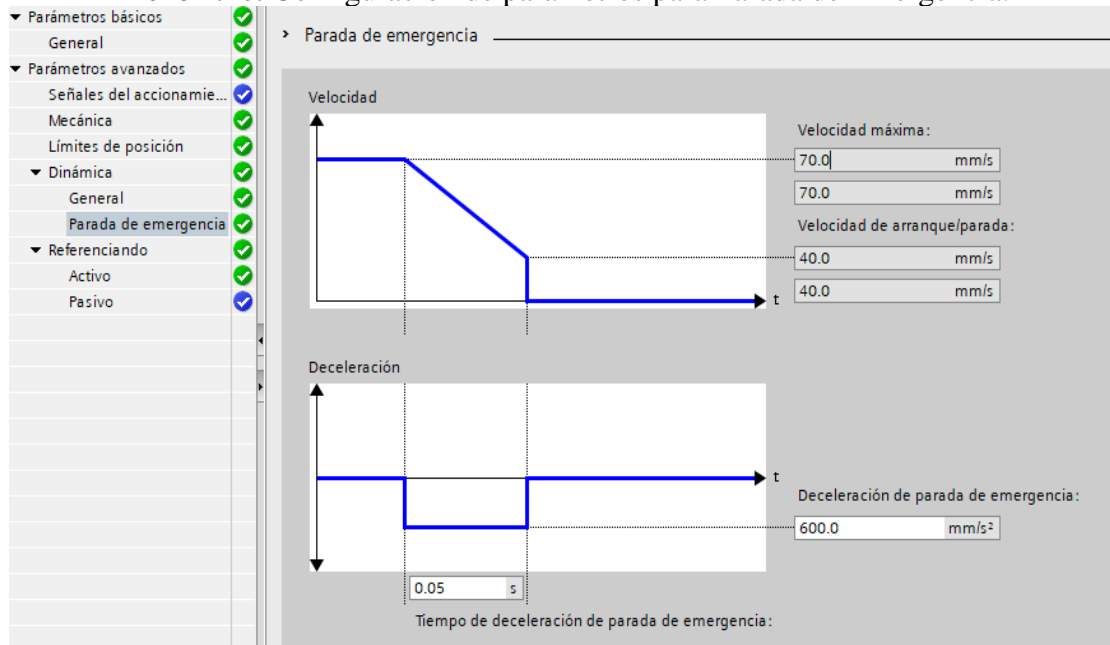 Parámetros básicos
General
Parámetros avanzados
Señales del accionamie...
Mecánica
Límites de posición
Dinámica
General
Parada de emergencia
Referenciando
Activo
Pasivo
Parada de emergencia
Velocidad
t
Velocidad máxima:
70.0 mm/s
70.0 mm/s
Velocidad de arranque/parada:
40.0 mm/s
40.0 mm/s
Deceleración
t
Deceleración de parada de emergencia:
600.0 mm/s²
0.05 s
Tiempo de deceleración de parada de emergencia: